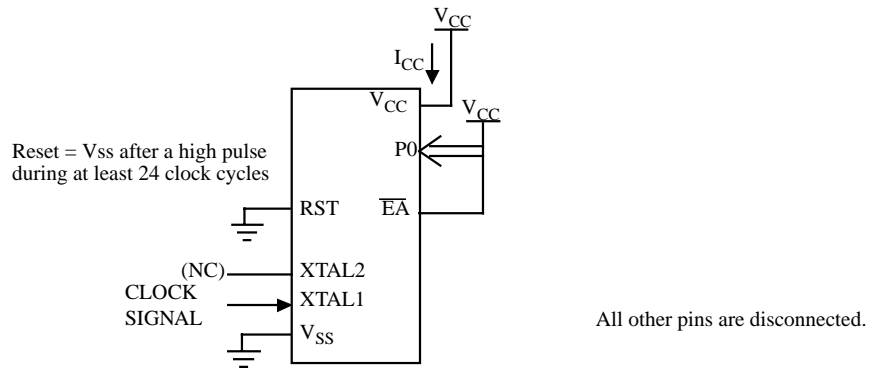 VCC
ICC
VCC
VCC
Reset = Vss after a high pulse
during at least 24 clock cycles
P0
RST
EA
(NC)
XTAL2
CLOCK
SIGNAL
XTAL1
VSS
All other pins are disconnected.